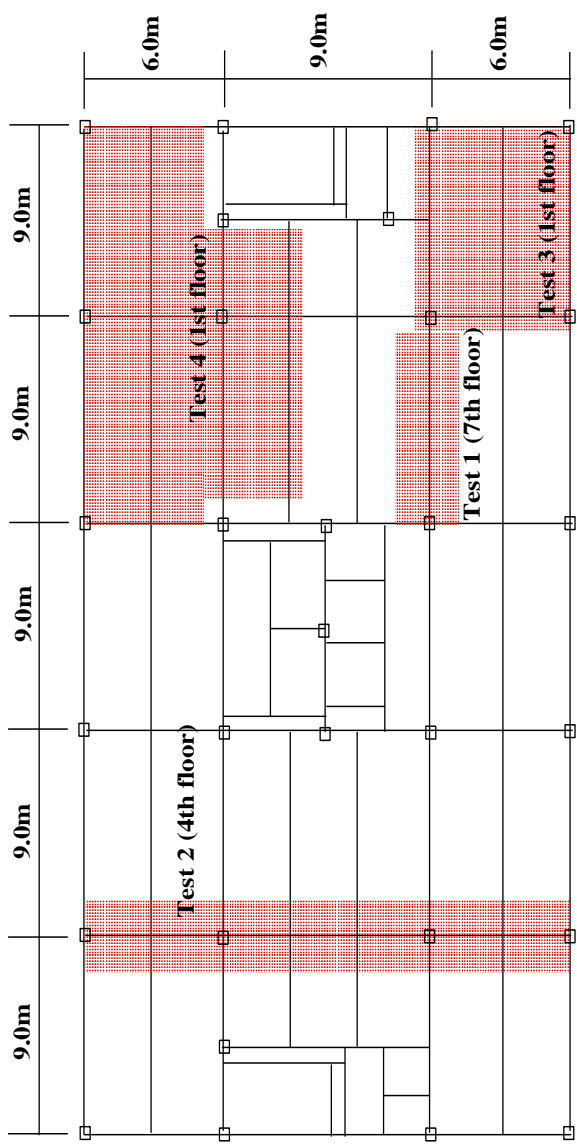 9.0m
9.0m
9.0m
9.0m
9.0m
6.0m
Test 2 (4th floor)
Test 4 (1st floor)
9.0m
Test 1 (7th floor)
6.0m
Test 3 (1st floor)